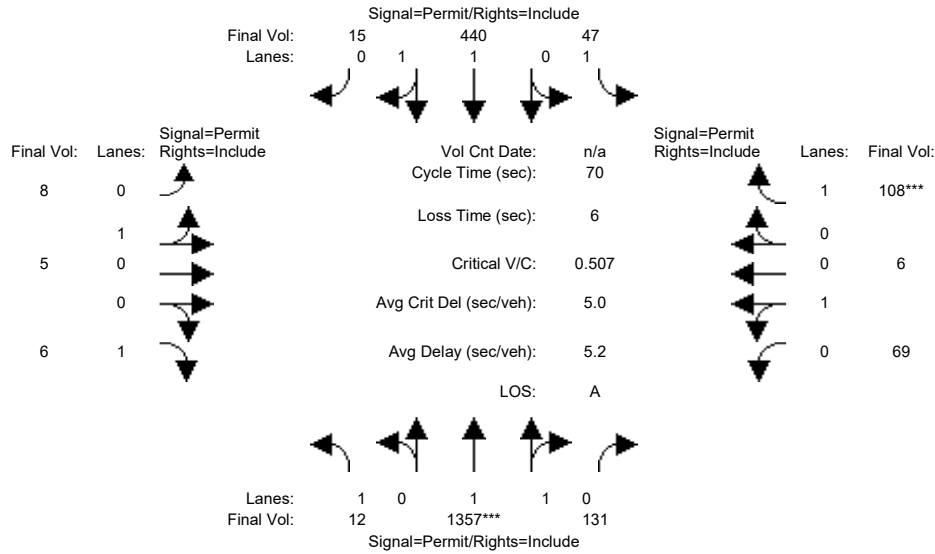 Signal=Permit/Rights=Include
Final Vol: 15 440 47
Lanes: 0 1 1 0 1
Signal=Permit
Final Vol: Lanes: Rights=Include
Vol Cnt Date: n/a
Signal=Permit
Rights=Include Lanes: Final Vol:
Cycle Time (sec): 70
8 0
1 108***
Loss Time (sec): 6
1
0
5 0
Critical V/C: 0.507
0 6
0
Avg Crit Del (sec/veh): 5.0
1
6 1
Avg Delay (sec/veh): 5.2
0 69
LOS: A
Lanes: 1 0 1 1 0
Final Vol: 12 1357*** 131
Signal=Permit/Rights=Include